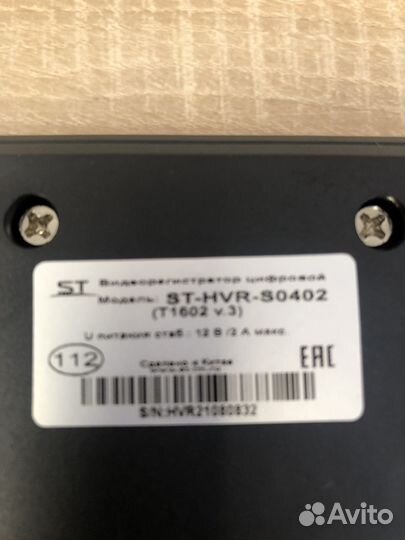 ST Видеорегистратор цифровой
Модель: ST-HVR-S0402
(T1602 v.3)
U питания стаб.: 12 В /2 А макс.
112
Сделано в Китае
EAC
S/N:HVR21080832
Avito